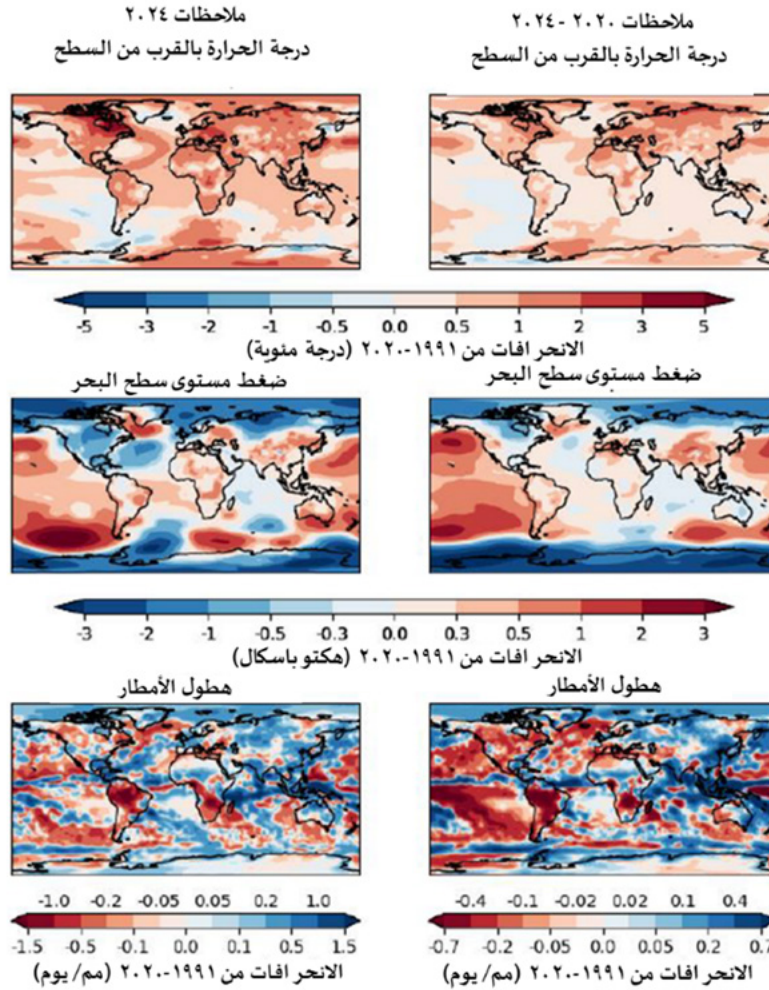 ملاحظات ٢٠٢٤
درجة الحرارة بالقرب من السطح
ملاحظات ٢٠٢٠ -٢٠٢٤
درجة الحرارة بالقرب من السطح
-5 -3 -2 -1 -0.5 0.0 0.5 1 2 3 5
الانحرافات من ١٩٩١-٢٠٢٠ (درجة مئوية)
ضغط مستوى سطح البحر
ضغط مستوى سطح البحر
-3 -2 -1 -0.5 -0.3 0.0 0.3 0.5 1 2 3
الانحرافات من ١٩٩١-٢٠٢٠ (هكتوباسكال)
هطول الأمطار
هطول الأمطار
-1.0 -0.2 -0.05 0.05 0.2 1.0
-1.5 -0.5 -0.1 0.0 0.1 0.5 1.5
الانحرافات من ١٩٩١-٢٠٢٠ (مم/ يوم)
-0.4 -0.1 -0.02 0.02 0.1 0.4
-0.7 -0.2 -0.05 0.0 0.05 0.2 0.7
الانحرافات من ١٩٩١-٢٠٢٠ (مم/ يوم)